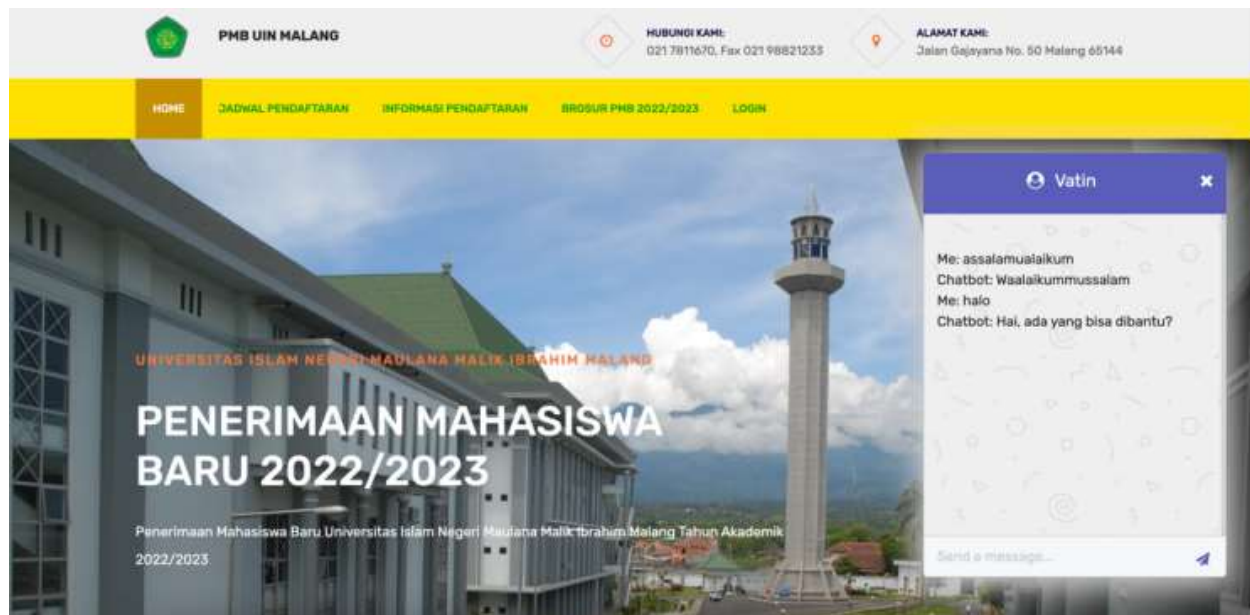 PMB UIN MALANG
HUBUNGI KAMI:
021 7811670, Fax 021 98821233
ALAMAT KAMI:
Jalan Gajayana No. 50 Malang 65144
HOME
JADWAL PENDAFTARAN
INFORMASI PENDAFTARAN
BROSUR PMB 2022/2023
LOGIN
UNIVERSITAS ISLAM NEGERI MAULANA MALIK IBRAHIM MALANG
PENERIMAAN MAHASISWA
BARU 2022/2023
Penerimaan Mahasiswa Baru Universitas Islam Negeri Maulana Malik Ibrahim Malang Tahun Akademik
2022/2023
Vatin
Me: assalamualaikum
Chatbot: Waalaikummussalam
Me: halo
Chatbot: Hai, ada yang bisa dibantu?
Send a message...